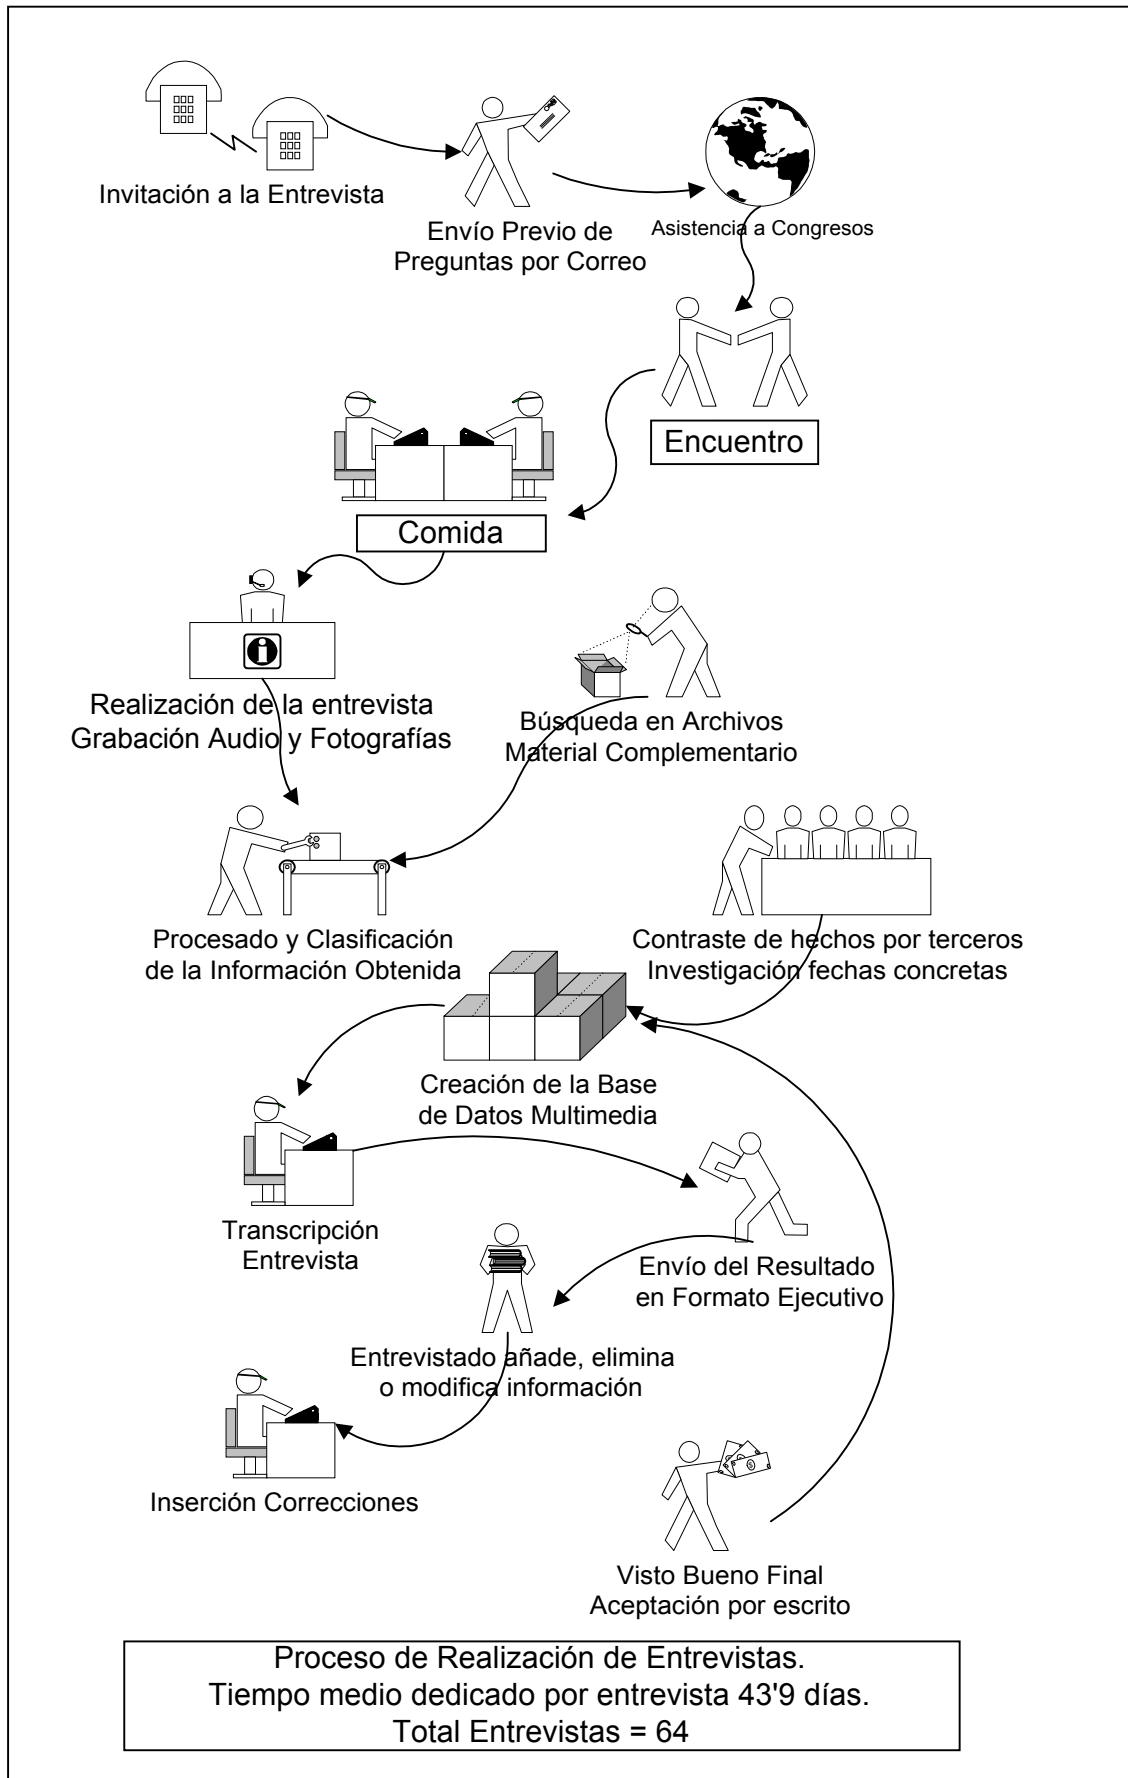 Invitación a la Entrevista
Envío Previo de
Preguntas por Correo
Asistencia a Congresos
Encuentro
Comida
Realización de la entrevista
Grabación Audio y Fotografías
Búsqueda en Archivos
Material Complementario
Procesado y Clasificación
de la Información Obtenida
Contraste de hechos por terceros
Investigación fechas concretas
Creación de la Base
de Datos Multimedia
Transcripción
Entrevista
Envío del Resultado
en Formato Ejecutivo
Entrevistado añade, elimina
o modifica información
Inserción Correcciones
Visto Bueno Final
Aceptación por escrito
Proceso de Realización de Entrevistas.
Tiempo medio dedicado por entrevista 43'9 días.
Total Entrevistas = 64